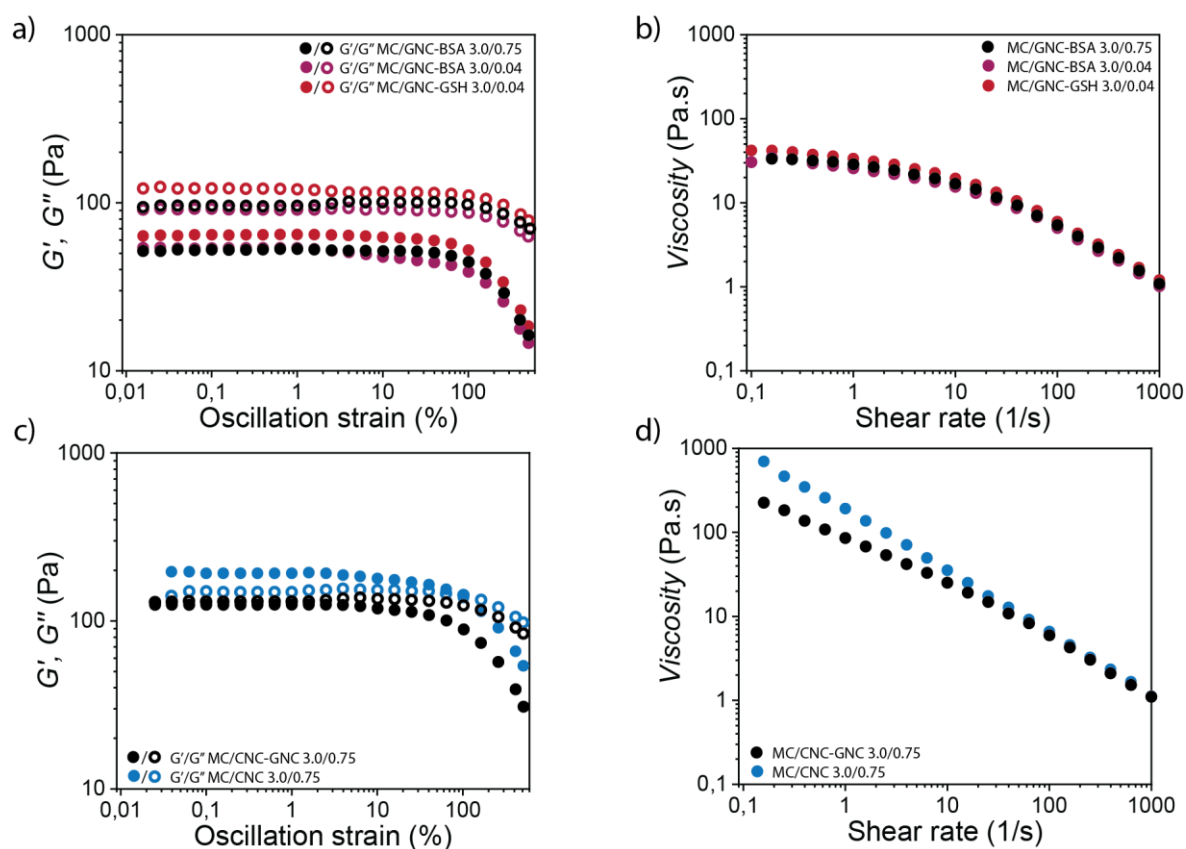 a)
●/○ G'/G'' MC/GNC-BSA 3.0/0.75
●/○ G'/G'' MC/GNC-BSA 3.0/0.04
●/○ G'/G'' MC/GNC-GSH 3.0/0.04
1000
100
10
G', G'' (Pa)
0,01 0,1 1 10 100
Oscillation strain (%)
b)
MC/GNC-BSA 3.0/0.75
MC/GNC-BSA 3.0/0.04
MC/GNC-GSH 3.0/0.04
1000
100
10
1
0,1
Viscosity (Pa.s)
0,1 1 10 100 1000
Shear rate (1/s)
c)
1000
100
10
G', G'' (Pa)
●/○ G'/G'' MC/CNC-GNC 3.0/0.75
●/○ G'/G'' MC/CNC 3.0/0.75
0,01 0,1 1 10 100
Oscillation strain (%)
d)
1000
100
10
1
0,1
Viscosity (Pa.s)
MC/CNC-GNC 3.0/0.75
MC/CNC 3.0/0.75
0,1 1 10 100 1000
Shear rate (1/s)